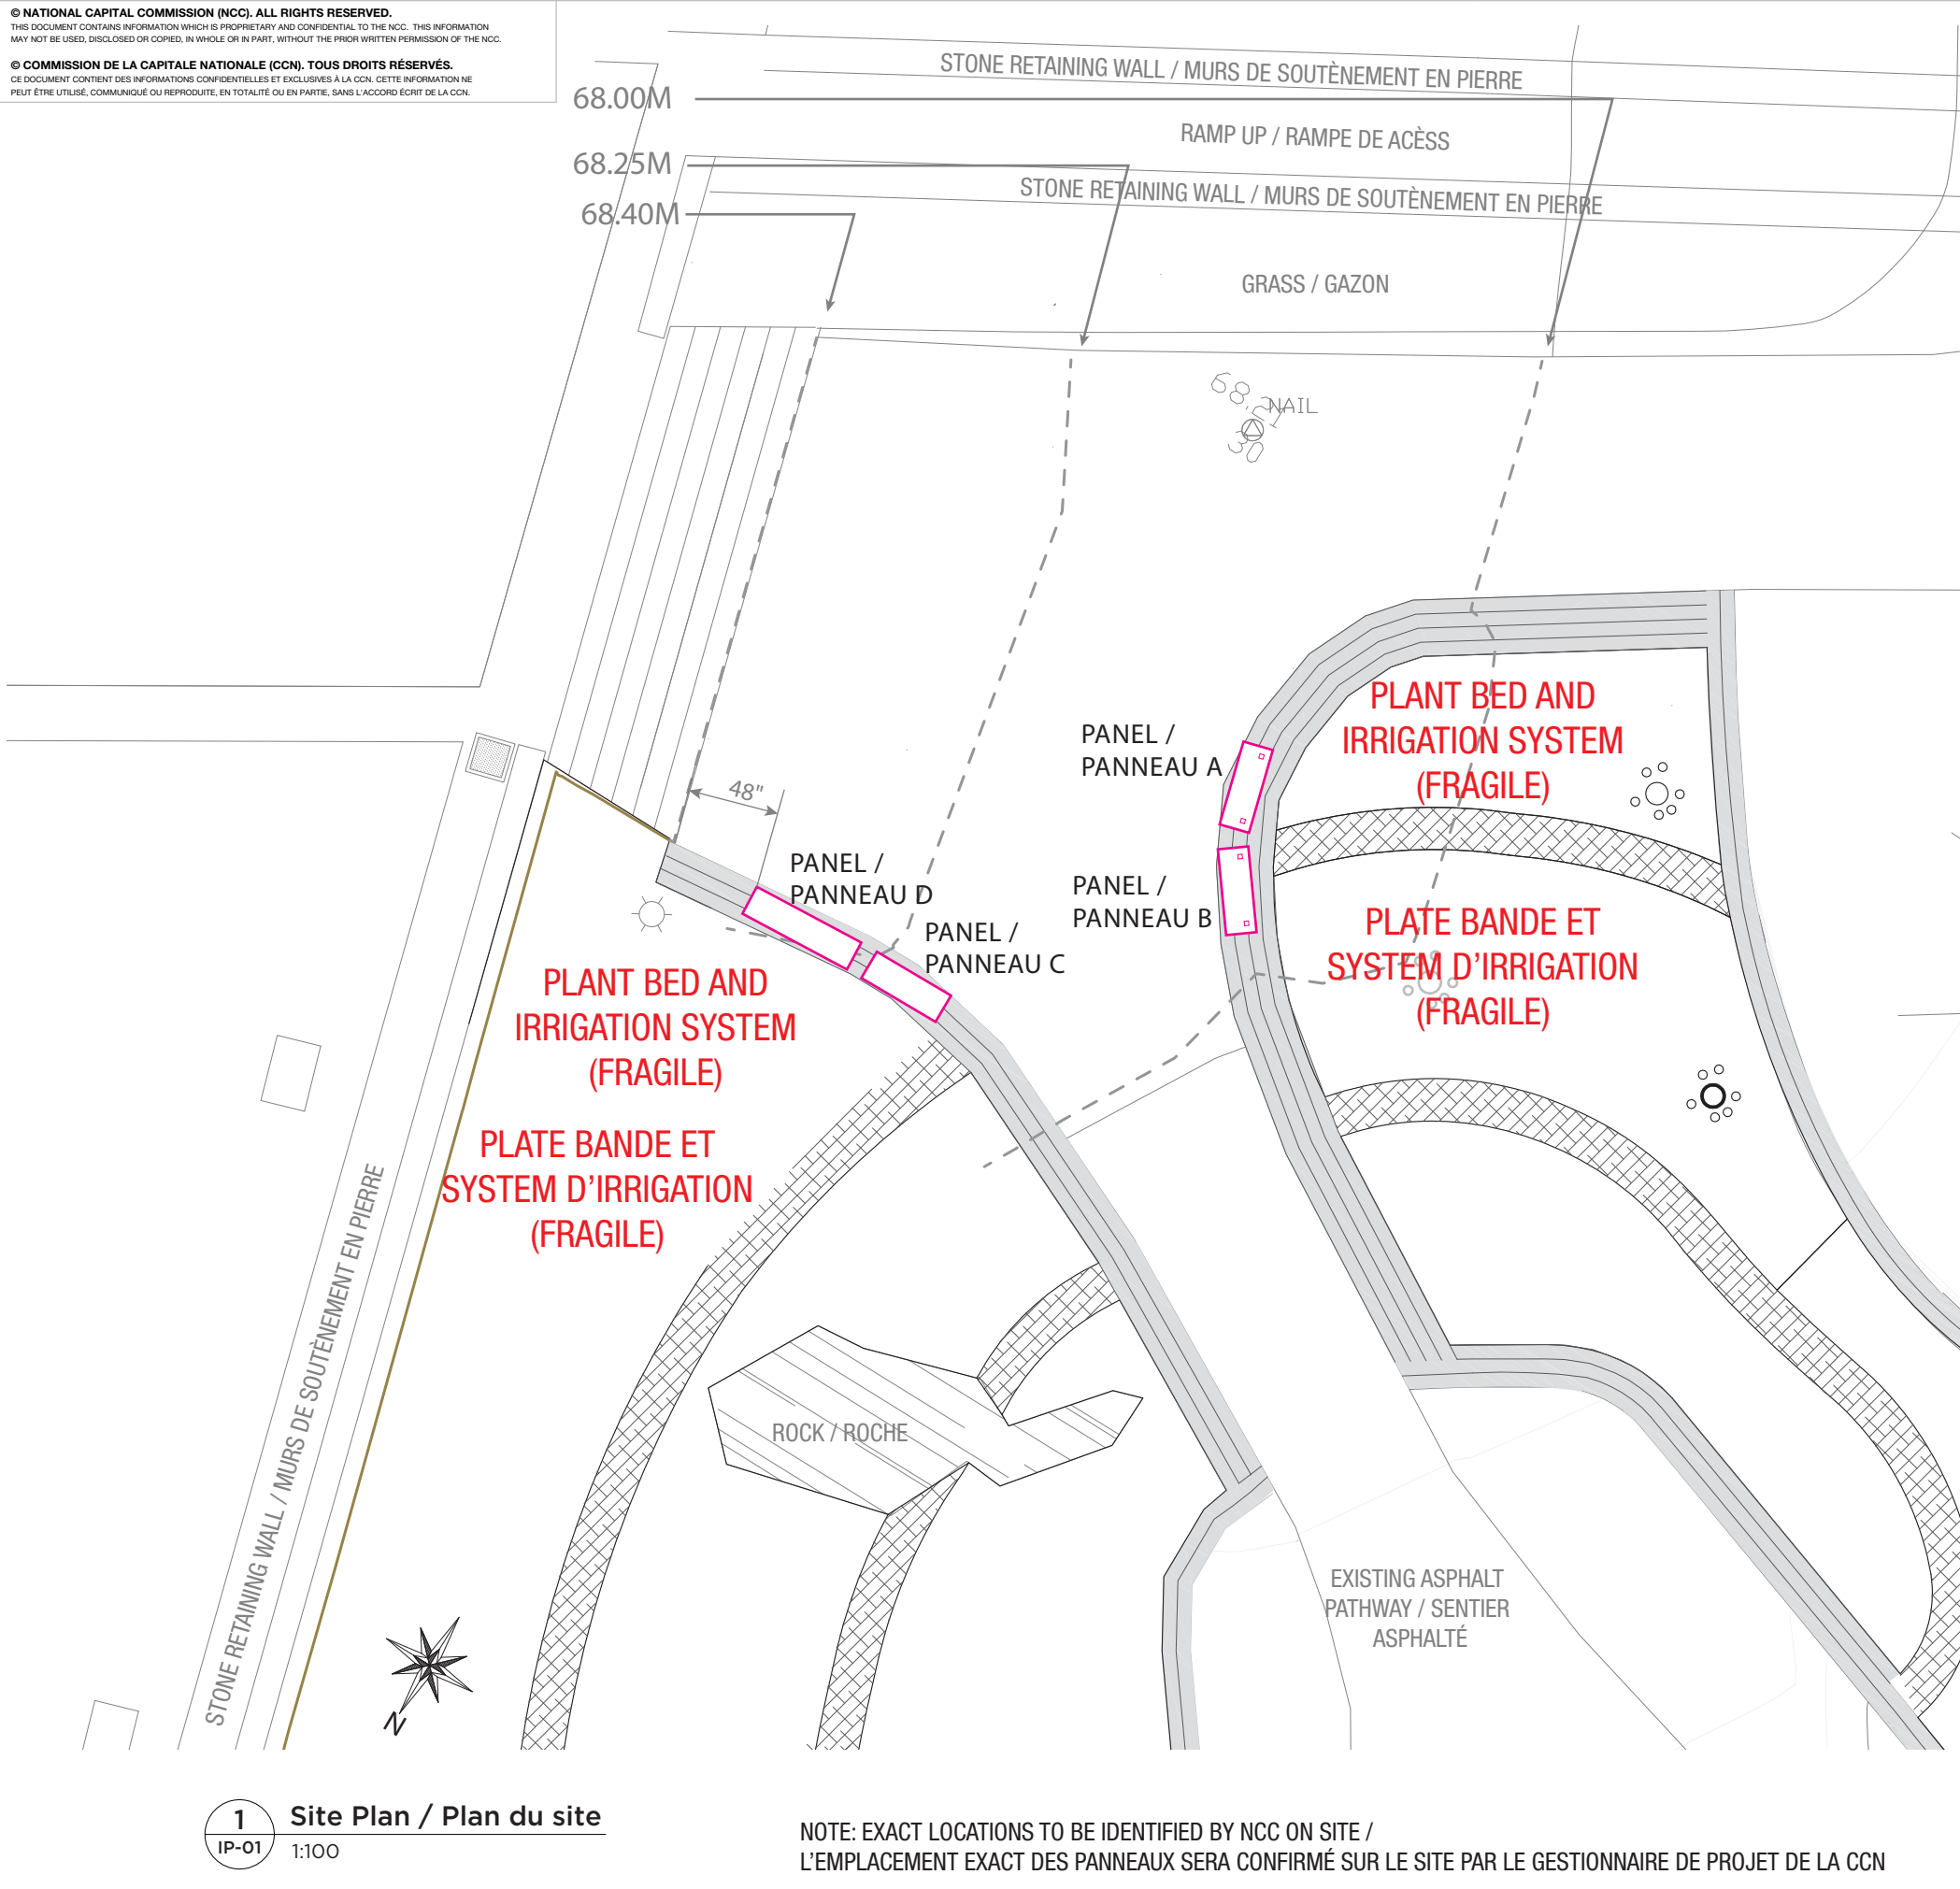 © NATIONAL CAPITAL COMMISSION (NCC). ALL RIGHTS RESERVED.
THIS DOCUMENT CONTAINS INFORMATION WHICH IS PROPRIETARY AND CONFIDENTIAL TO THE NCC. THIS INFORMATION
MAY NOT BE USED, DISCLOSED OR COPIED, IN WHOLE OR IN PART, WITHOUT THE PRIOR WRITTEN PERMISSION OF THE NCC.
© COMMISSION DE LA CAPITALE NATIONALE (CCN). TOUS DROITS RÉSERVÉS.
CE DOCUMENT CONTIENT DES INFORMATIONS CONFIDENTIELLES ET EXCLUSIVES À LA CCN. CETTE INFORMATION NE
PEUT ÊTRE UTILISÉ, COMMUNIQUÉ OU REPRODUITE, EN TOTALITÉ OU EN PARTIE, SANS L'ACCORD ÉCRIT DE LA CCN.
STONE RETAINING WALL / MURS DE SOUTÈNEMENT EN PIERRE
68.00M
RAMP UP / RAMPE DE ACÈSS
68.25M
STONE RETAINING WALL / MURS DE SOUTÈNEMENT EN PIERRE
68.40M
GRASS / GAZON
NAIL
PLANT BED AND
IRRIGATION SYSTEM
(FRAGILE)
PANEL /
PANNEAU A
48"
PANEL /
PANNEAU D
PANEL /
PANNEAU B
PANEL /
PANNEAU C
PLATE BANDE ET
SYSTEM D'IRRIGATION
(FRAGILE)
PLANT BED AND
IRRIGATION SYSTEM
(FRAGILE)
PLATE BANDE ET
SYSTEM D'IRRIGATION
(FRAGILE)
STONE RETAINING WALL / MURS DE SOUTÈNEMENT EN PIERRE
ROCK / ROCHE
EXISTING ASPHALT
PATHWAY / SENTIER
ASPHALTÉ
N
1
IP-01
Site Plan / Plan du site
1:100
NOTE: EXACT LOCATIONS TO BE IDENTIFIED BY NCC ON SITE /
L'EMPLACEMENT EXACT DES PANNEAUX SERA CONFIRMÉ SUR LE SITE PAR LE GESTIONNAIRE DE PROJET DE LA CCN